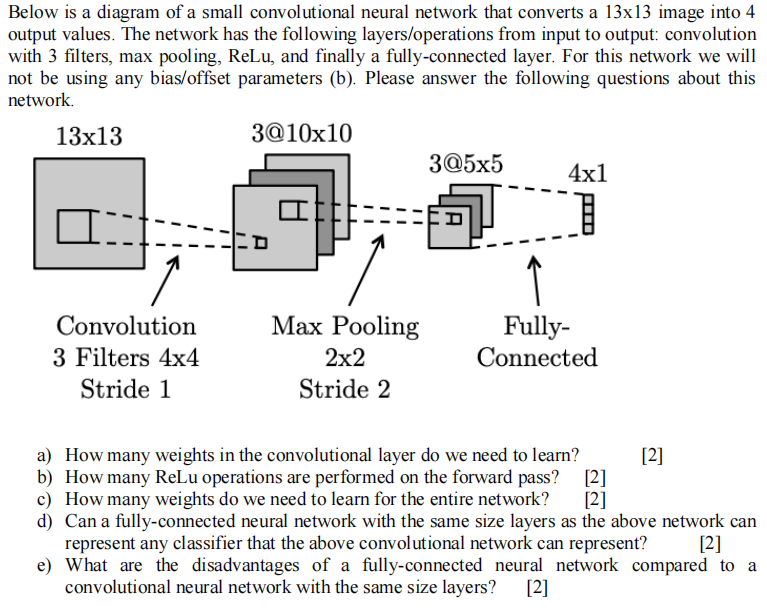 Below is a diagram of a small convolutional neural network that converts a 13x13 image into 4
output values. The network has the following layers/operations from input to output: convolution
with 3 filters, max pooling, ReLu, and finally a fully-connected layer. For this network we will
not be using any bias/offset parameters (b). Please answer the following questions about this
network.
13x13
3@10x10
3@5x5
4x1
Convolution
3 Filters 4x4
Stride 1
Max Pooling
2x2
Stride 2
Fully-
Connected
a) How many weights in the convolutional layer do we need to learn? [2]
b) How many ReLu operations are performed on the forward pass? [2]
c) How many weights do we need to learn for the entire network? [2]
d) Can a fully-connected neural network with the same size layers as the above network can
represent any classifier that the above convolutional network can represent? [2]
e) What are the disadvantages of a fully-connected neural network compared to a
convolutional neural network with the same size layers? [2]